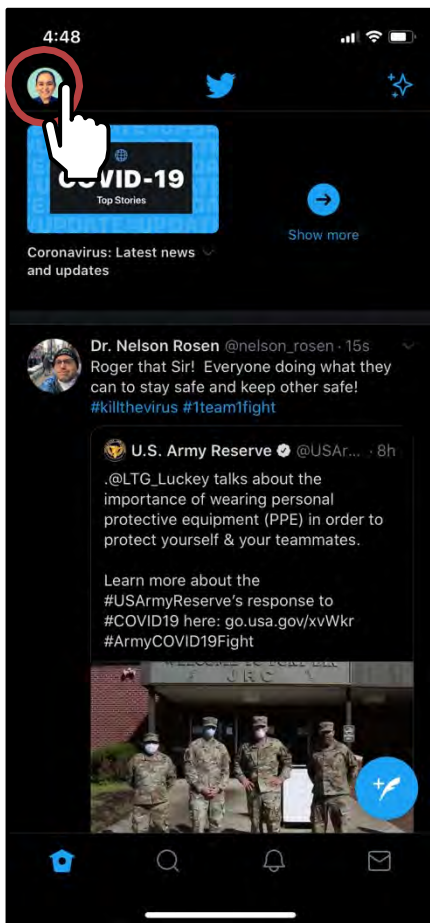 4:48
COVID-19
Top Stories
Coronavirus: Latest news
and updates
Show more
Dr. Nelson Rosen @nelson_rosen · 15s
Roger that Sir!  Everyone doing what they
can to stay safe and keep other safe!
#killthevirus #1team1fight
U.S. Army Reserve @USAr... · 8h
.@LTG_Luckey talks about the
importance of wearing personal
protective equipment (PPE) in order to
protect yourself & your teammates.
Learn more about the
#USArmyReserve's response to
#COVID19 here: go.usa.gov/xvWkr
#ArmyCOVID19Fight